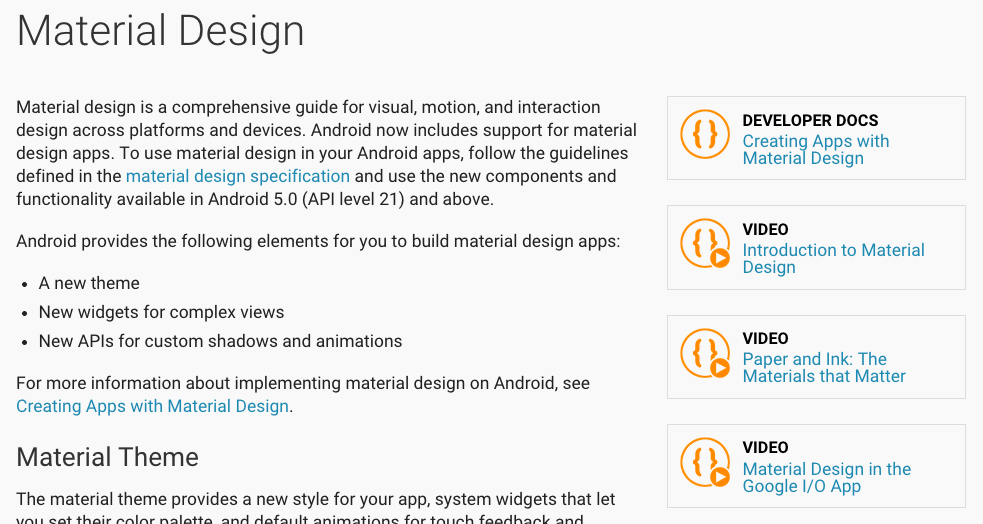 Material Design
Material design is a comprehensive guide for visual, motion, and interaction
design across platforms and devices. Android now includes support for material
design apps. To use material design in your Android apps, follow the guidelines
defined in the material design specification and use the new components and
functionality available in Android 5.0 (API level 21) and above.
Android provides the following elements for you to build material design apps:
• A new theme
• New widgets for complex views
• New APIs for custom shadows and animations
For more information about implementing material design on Android, see
Creating Apps with Material Design.
Material Theme
The material theme provides a new style for your app, system widgets that let
you set their color palette, and default animations for touch feedback and
DEVELOPER DOCS
Creating Apps with
Material Design
VIDEO
Introduction to Material
Design
VIDEO
Paper and Ink: The
Materials that Matter
VIDEO
Material Design in the
Google I/O App